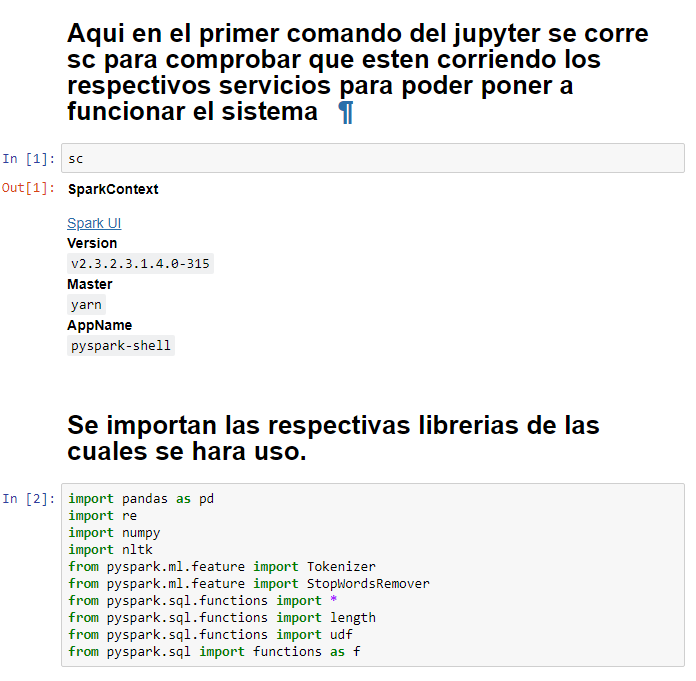 Aqui en el primer comando del jupyter se corre
sc para comprobar que esten corriendo los
respectivos servicios para poder poner a
funcionar el sistema ¶
In [1]: sc
Out[1]: SparkContext
Spark UI
Version
v2.3.2.3.1.4.0-315
Master
yarn
AppName
pyspark-shell
Se importan las respectivas librerias de las
cuales se hara uso.
In [2]: import pandas as pd
import re
import numpy
import nltk
from pyspark.ml.feature import Tokenizer
from pyspark.ml.feature import StopWordsRemover
from pyspark.sql.functions import *
from pyspark.sql.functions import length
from pyspark.sql.functions import udf
from pyspark.sql import functions as f